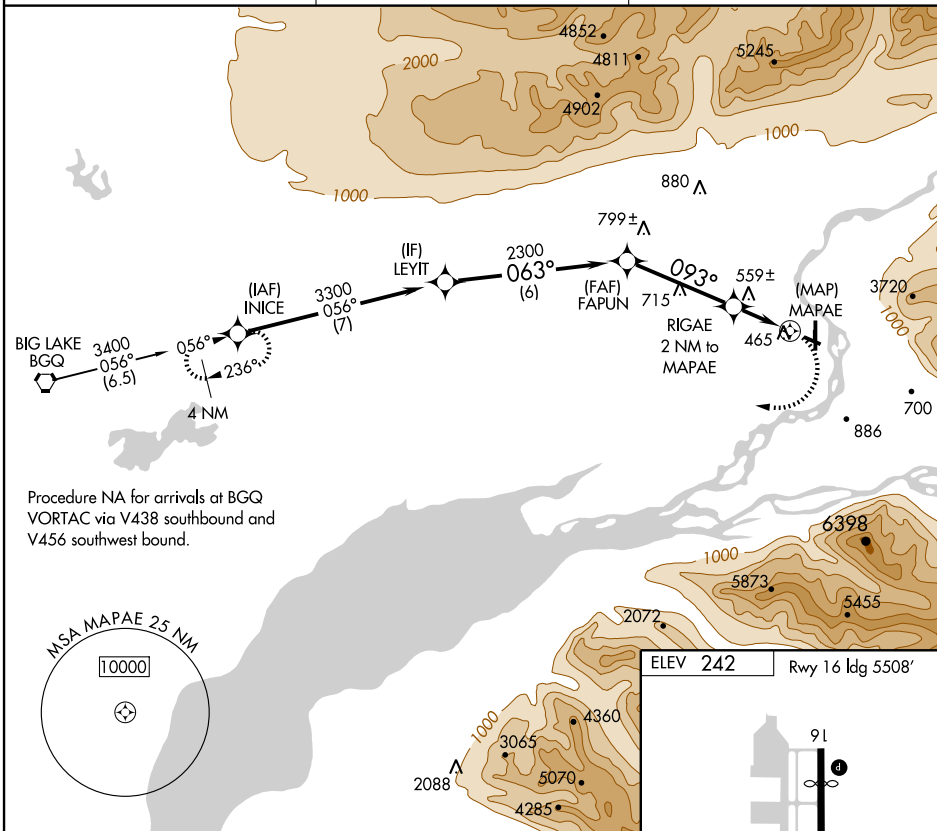 4852
4811
5245
2000
4902
1000
1000
880
799±
(IF)
LEYIT
2300
063°
(6)
093°
559±
(FAF)
FAPUN
715
(MAP)
MAPAE
3720
1000
(IAF)
INICE
3300
056°
(7)
RIGAE
2 NM to
MAPAE
465
BIG LAKE
BGQ
3400
056°
(6.5)
056°
236°
4 NM
700
886
Procedure NA for arrivals at BGQ
VORTAC via V438 southbound and
V456 southwest bound.
6398
1000
5873
5455
2072
MSA MAPAE 25 NM
10000
ELEV 242
Rwy 16 ldg 5508'
4360
1000
3065
2088
5070
4285
16
P